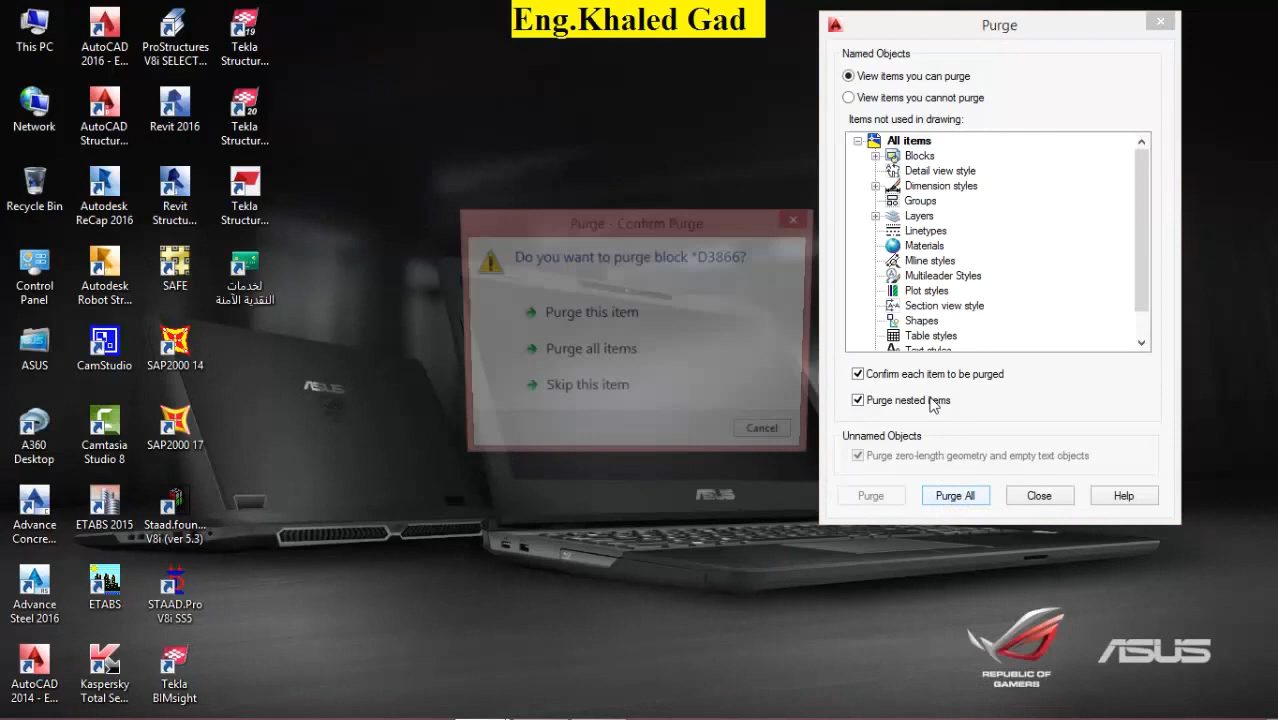 Eng.Khaled Gad
This PC
AutoCAD
2016 - E...
ProStructures
V8i SELECT...
19
Tekla
Structur...
Network
AutoCAD
Structur...
Revit 2016
20
Tekla
Structur...
Recycle Bin
Autodesk
ReCap 2016
Revit
Structu...
Tekla
Structur...
Control
Panel
Autodesk
Robot Str...
SAFE
لخدمات
النقدية الآمنة
ASUS
CamStudio
SAP2000 14
A360
Desktop
Camtasia
Studio 8
SAP2000 17
Advance
Concre...
ETABS 2015
Staad.foun...
V8i (ver 5.3)
Advance
Steel 2016
ETABS
STAAD.Pro
V8i SS5
AutoCAD
2014 - E...
Kaspersky
Total Se...
Tekla
BIMsight
Purge - Confirm Purge
Do you want to purge block *D3866?
Purge this item
Purge all items
Skip this item
Cancel
Purge
Named Objects
View items you can purge
View items you cannot purge
Items not used in drawing:
All items
Blocks
Detail view style
Dimension styles
Groups
Layers
Linetypes
Materials
Mline styles
Multileader Styles
Plot styles
Section view style
Shapes
Table styles
Text styles
Confirm each item to be purged
Purge nested items
Unnamed Objects
Purge zero-length geometry and empty text objects
Purge
Purge All
Close
Help
ASUS
ASUS
REPUBLIC OF
GAMERS
ASUS